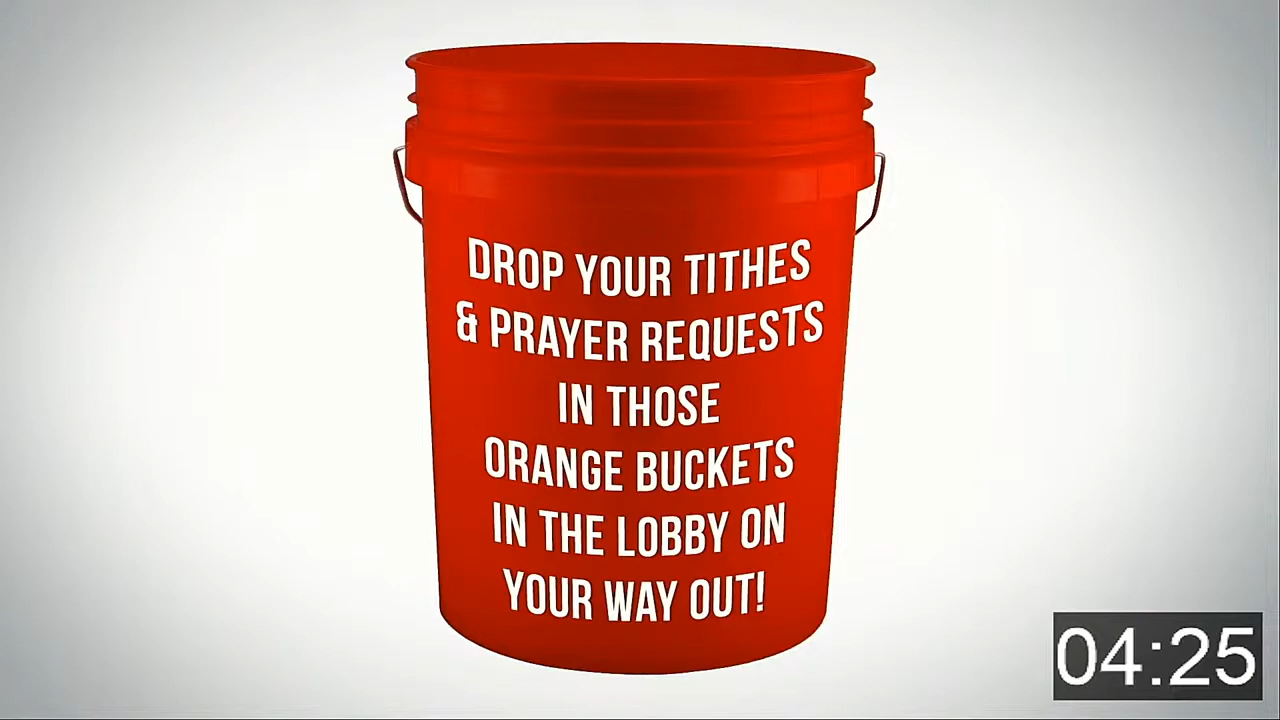 DROP YOUR TITHES
& PRAYER REQUESTS
IN THOSE
ORANGE BUCKETS
IN THE LOBBY ON
YOUR WAY OUT!
04:25